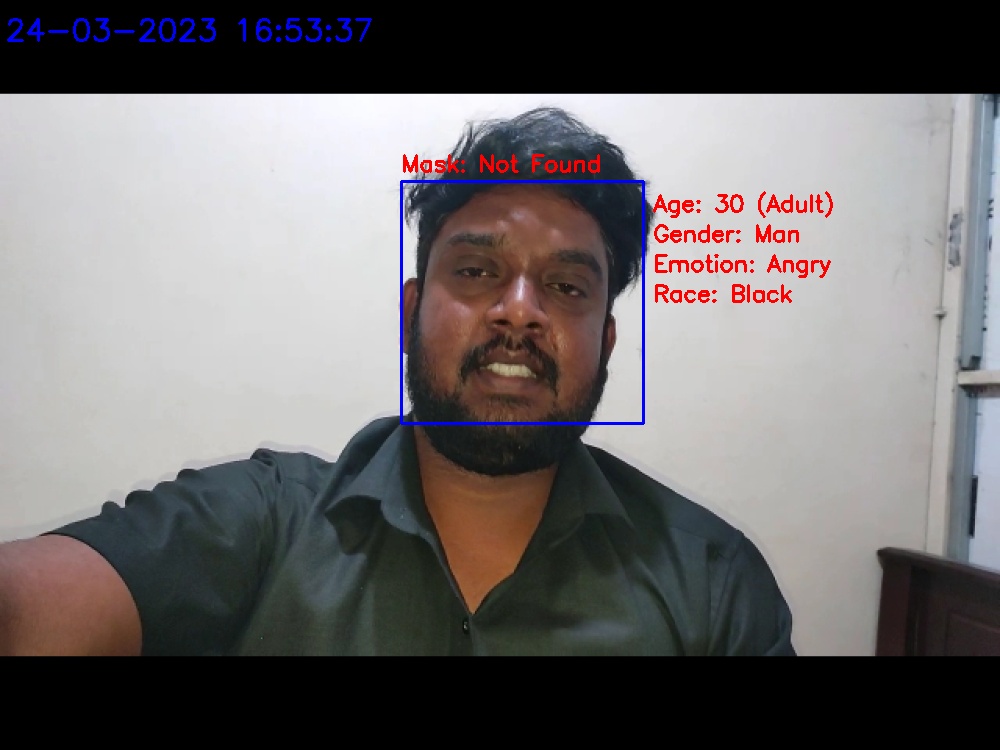 24-03-2023 16:53:37
Mask: Not Found
Age: 30 (Adult)
Gender: Man
Emotion: Angry
Race: Black